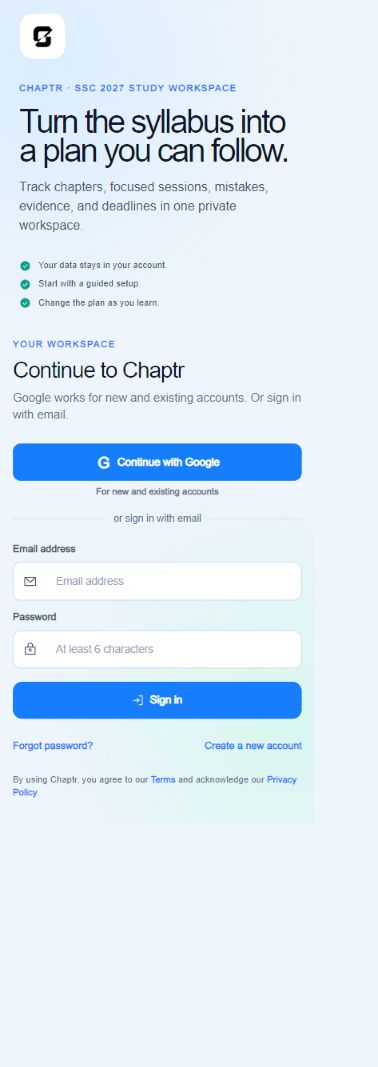 CHAPTR · SSC 2027 STUDY WORKSPACE
Turn the syllabus into
a plan you can follow.
Track chapters, focused sessions, mistakes,
evidence, and deadlines in one private
workspace.
Your data stays in your account.
Start with a guided setup.
Change the plan as you learn.
YOUR WORKSPACE
Continue to Chaptr
Google works for new and existing accounts. Or sign in
with email.
G Continue with Google
For new and existing accounts
or sign in with email
Email address
Email address
Password
At least 6 characters
Sign in
Forgot password? Create a new account
By using Chaptr, you agree to our Terms and acknowledge our Privacy
Policy.